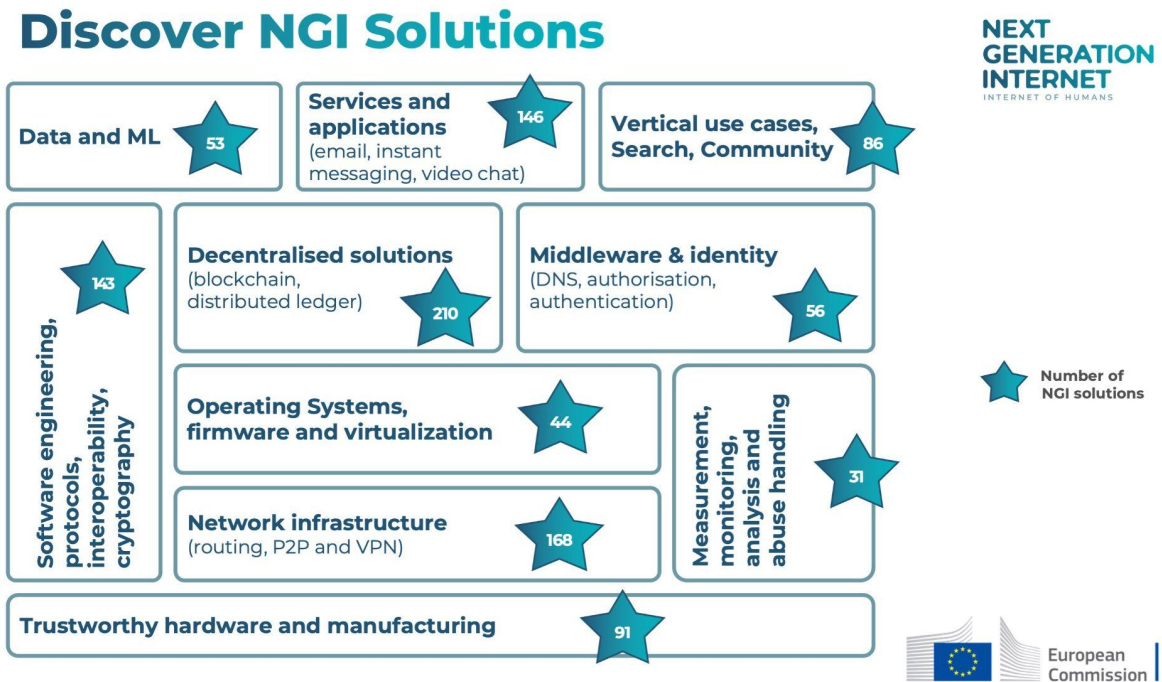 Discover NGI Solutions
NEXT
GENERATION
INTERNET
INTERNET OF HUMANS
Data and ML
53
Services and
applications
(email, instant
messaging, video chat)
146
Vertical use cases,
Search, Community
86
Software engineering,
protocols,
interoperability,
cryptography
143
Decentralised solutions
(blockchain,
distributed ledger)
210
Middleware & identity
(DNS, authorisation,
authentication)
56
Operating Systems,
firmware and virtualization
44
Measurement,
monitoring,
analysis and
abuse handling
31
Network infrastructure
(routing, P2P and VPN)
168
Trustworthy hardware and manufacturing
91
Number of
NGI solutions
European
Commission